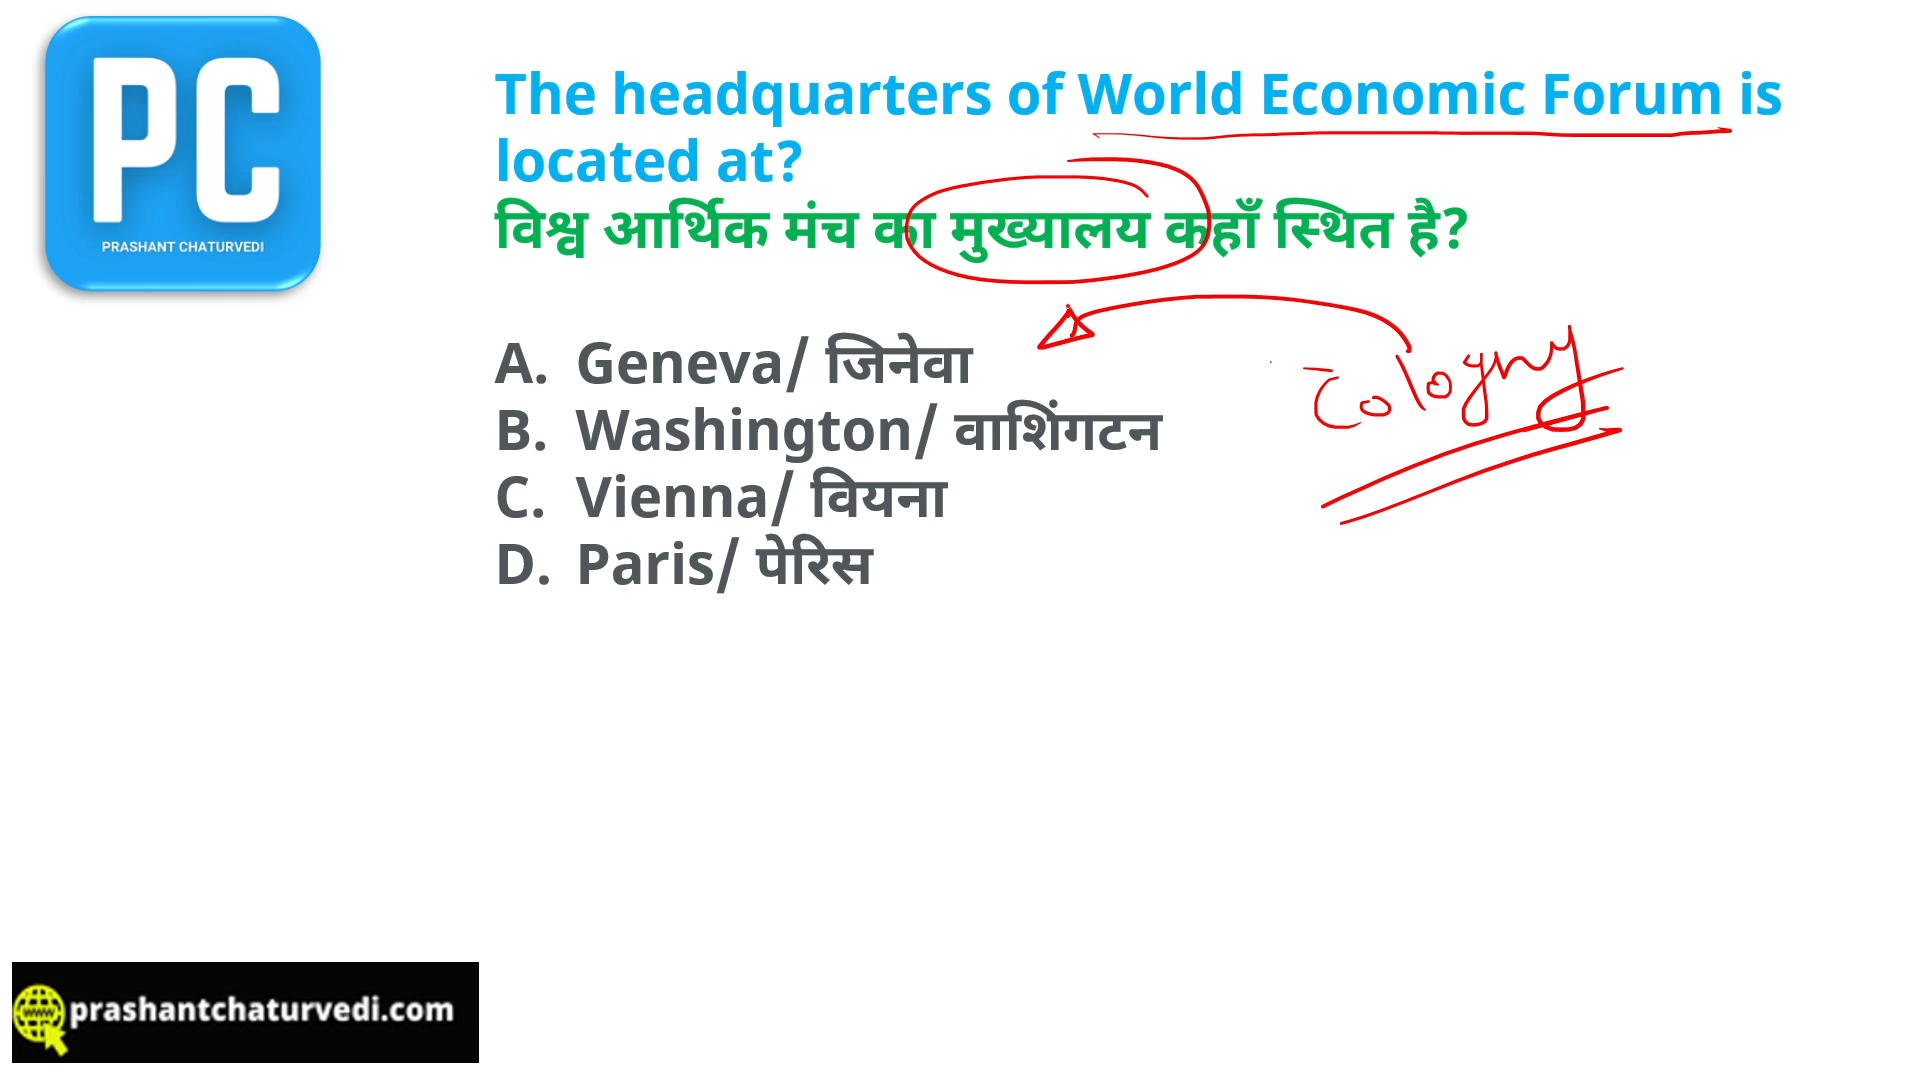 PC
PRASHANT CHATURVEDI
The headquarters of World Economic Forum is
located at?
विश्व आर्थिक मंच का मुख्यालय कहाँ स्थित है?
A. Geneva/ जिनेवा
Cologny
B. Washington/ वाशिंगटन
C. Vienna/ वियना
D. Paris/ पेरिस
www
prashantchaturvedi.com